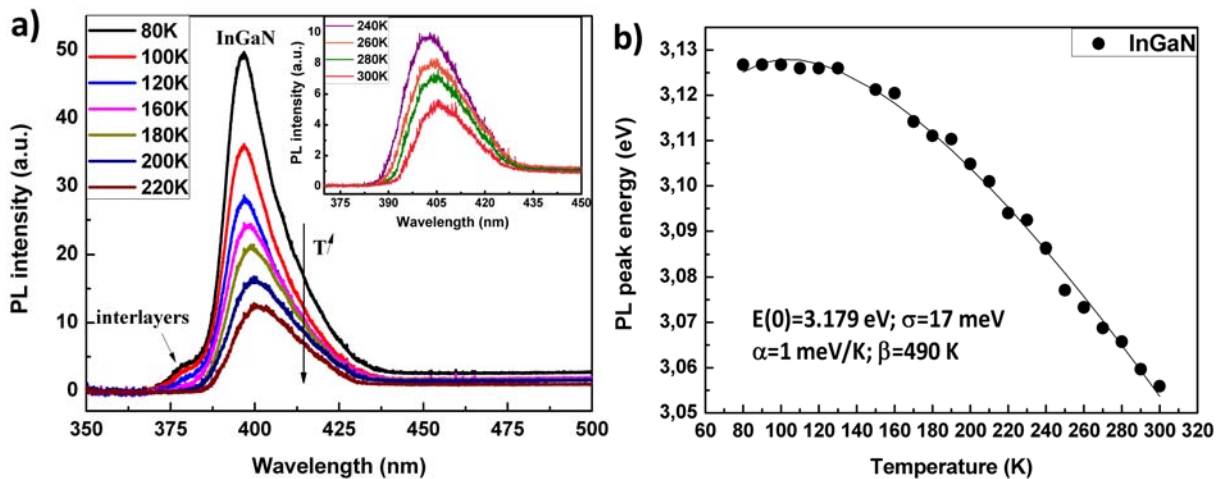 a)
80K
100K
120K
160K
180K
200K
220K
InGaN
interlayers
T
PL intensity (a.u.)
50
40
30
20
10
0
350
400
450
500
Wavelength (nm)
240K
260K
280K
300K
PL intensity (a.u.)
10
8
6
4
2
0
375
390
405
420
435
450
Wavelength (nm)
b)
InGaN
PL peak energy (eV)
3,13
3,12
3,11
3,10
3,09
3,08
3,07
3,06
3,05
E(0)=3.179 eV; σ=17 meV
α=1 meV/K; β=490 K
60 80 100 120 140 160 180 200 220 240 260 280 300 320
Temperature (K)